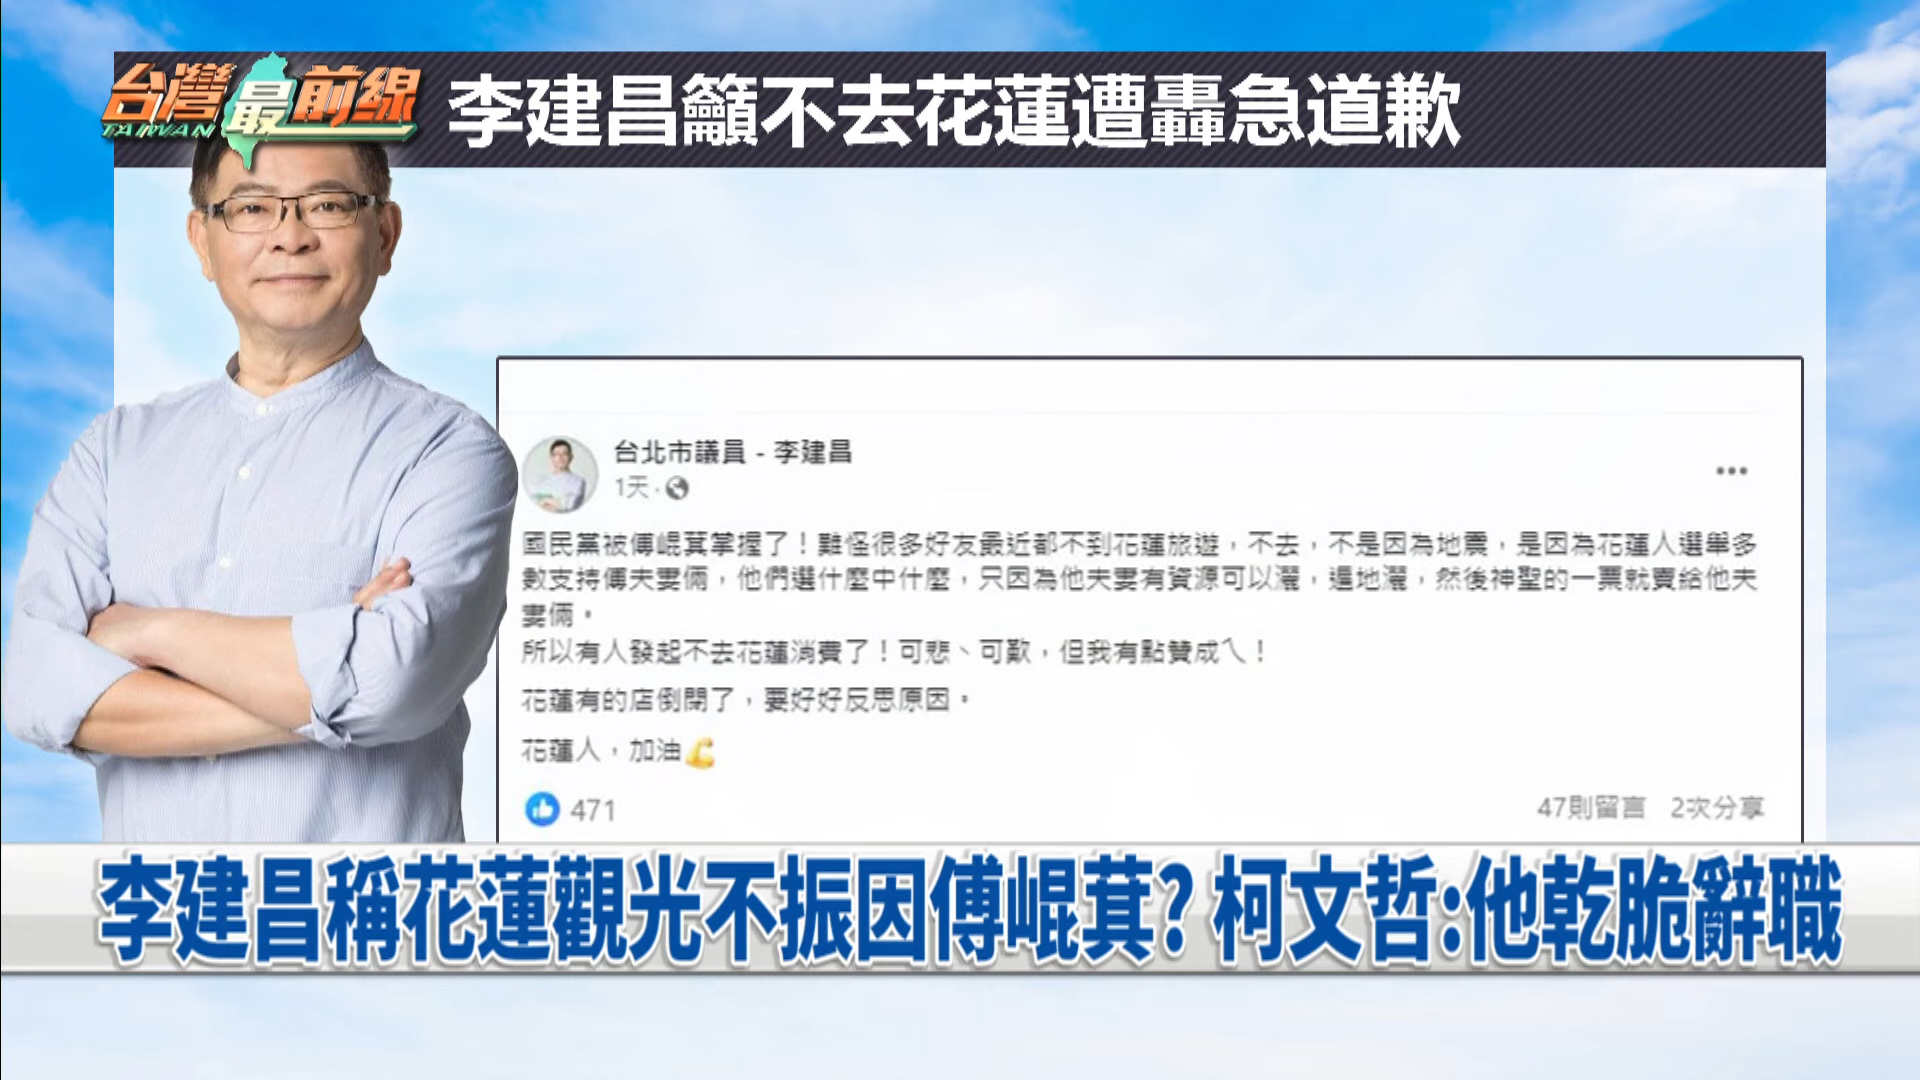 台灣最前線
TAIWAN
李建昌籲不去花蓮遭轟急道歉
台北市議員 - 李建昌
1天 ·
國民黨被傅崐萁掌握了！難怪很多好友最近都不到花蓮旅遊，不去，不是因為地震，是因為花蓮人選舉多
數支持傅夫妻倆，他們選什麼中什麼，只因為他夫妻有資源可以灑，遍地灑，然後神聖的一票就賣給他夫
妻倆。
所以有人發起不去花蓮消費了！可悲、可歎，但我有點贊成ㄟ！
花蓮有的店倒閉了，要好好反思原因。
花蓮人，加油💪
471
47則留言 2次分享
李建昌稱花蓮觀光不振因傅崐萁? 柯文哲:他乾脆辭職